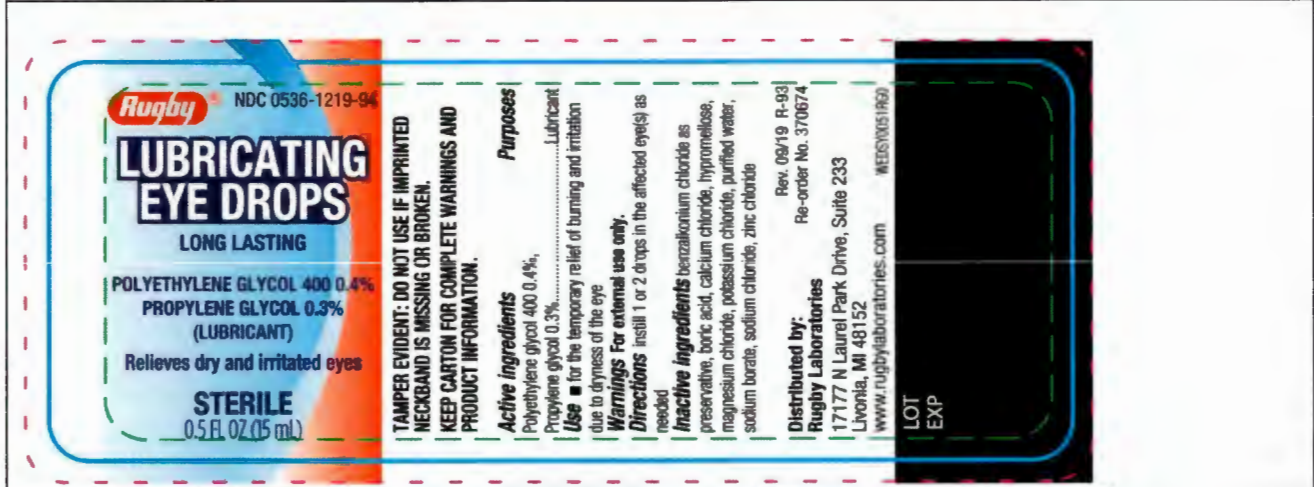 Rugby® NDC 0536-1219-94
LUBRICATING
EYE DROPS
LONG LASTING
POLYETHYLENE GLYCOL 400 0.4%
PROPYLENE GLYCOL 0.3%
(LUBRICANT)
Relieves dry and irritated eyes
STERILE
0.5 FL OZ (15 mL)
TAMPER EVIDENT: DO NOT USE IF IMPRINTED
NECKBAND IS MISSING OR BROKEN.
KEEP CARTON FOR COMPLETE WARNINGS AND
PRODUCT INFORMATION.
Active ingredients Purposes
Polyethylene glycol 400 0.4%,
Propylene glycol 0.3%..........Lubricant
Use ■ for the temporary relief of burning and irritation
due to dryness of the eye
Warnings For external use only.
Directions instill 1 or 2 drops in the affected eye(s) as
needed
Inactive ingredients benzalkonium chloride as
preservative, boric acid, calcium chloride, hypromellose,
magnesium chloride, potassium chloride, purified water,
sodium borate, sodium chloride, zinc chloride
Rev. 09/19 R-93
Distributed by: Re-order No. 370674
Rugby Laboratories
17177 N Laurel Park Drive, Suite 233
Livonia, MI 48152
www.rugbylaboratories.com WEDSY0051RG0
LOT
EXP